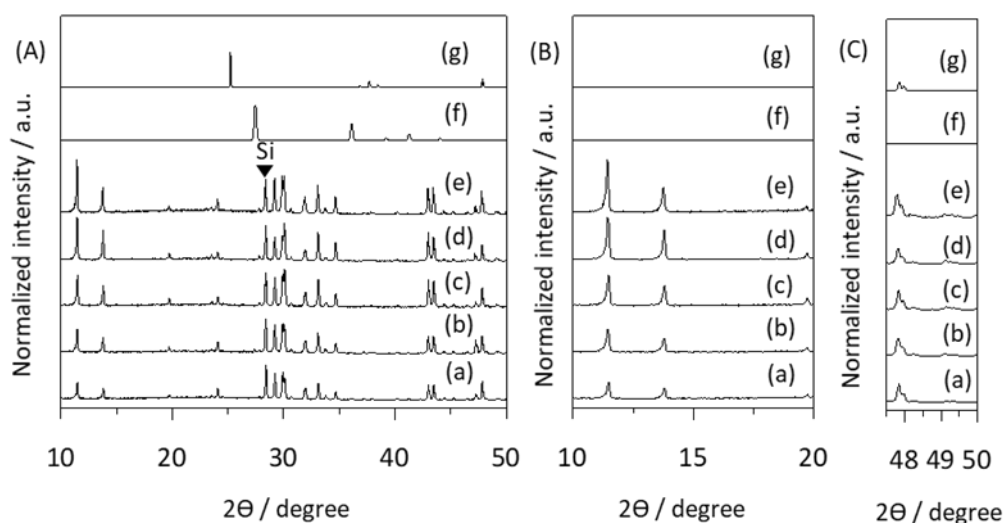 (A)
(g)
(f)
Si
(e)
(d)
(c)
(b)
(a)
Normalized intensity / a.u.
10 20 30 40 50
2Θ / degree
(B)
(g)
(f)
(e)
(d)
(c)
(b)
(a)
Normalized intensity / a.u.
10 15 20
2Θ / degree
(C)
(g)
(f)
(e)
(d)
(c)
(b)
(a)
Normalized intensity / a.u.
48 49 50
2Θ / degree